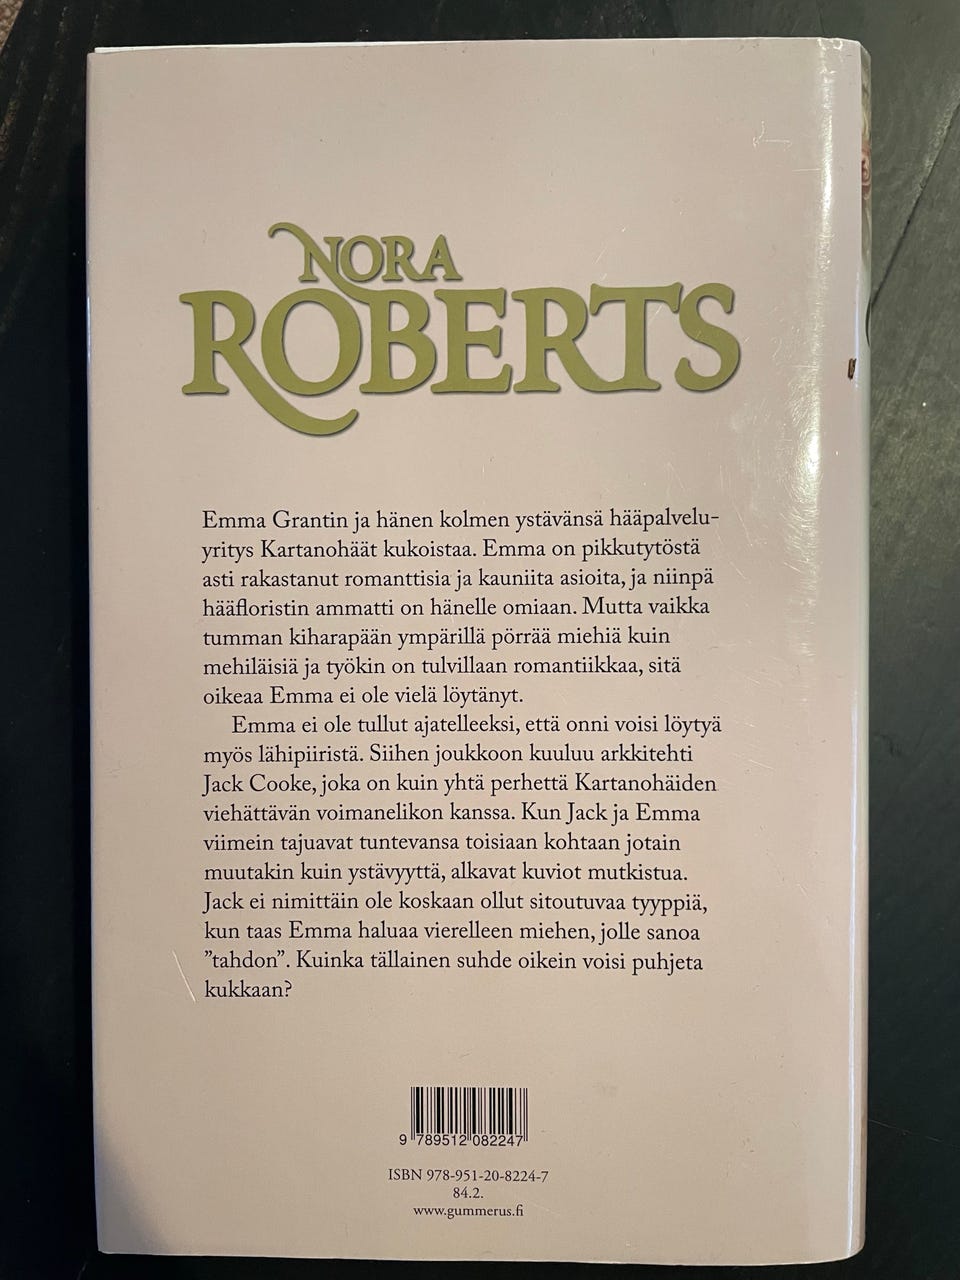 NORA
ROBERTS
Emma Grantin ja hänen kolmen ystävänsä hääpalvelu-
yritys Kartanohäät kukoistaa. Emma on pikkutytöstä
asti rakastanut romanttisia ja kauniita asioita, ja niinpä
hääfloristin ammatti on hänelle omiaan. Mutta vaikka
tumman kiharapään ympärillä pörrää miehiä kuin
mehiläisiä ja työkin on tulvillaan romantiikkaa, sitä
oikeaa Emma ei ole vielä löytänyt.
Emma ei ole tullut ajatelleeksi, että onni voisi löytyä
myös lähipiiristä. Siihen joukkoon kuuluu arkkitehti
Jack Cooke, joka on kuin yhtä perhettä Kartanohäiden
viehättävän voimanelikon kanssa. Kun Jack ja Emma
viimein tajuavat tuntevansa toisiaan kohtaan jotain
muutakin kuin ystävyyttä, alkavat kuviot mutkistua.
Jack ei nimittäin ole koskaan ollut sitoutuvaa tyyppiä,
kun taas Emma haluaa vierelleen miehen, jolle sanoa
”tahdon”. Kuinka tällainen suhde oikein voisi puhjeta
kukkaan?
9 789512 082247
ISBN 978-951-20-8224-7
84.2.
www.gummerus.fi